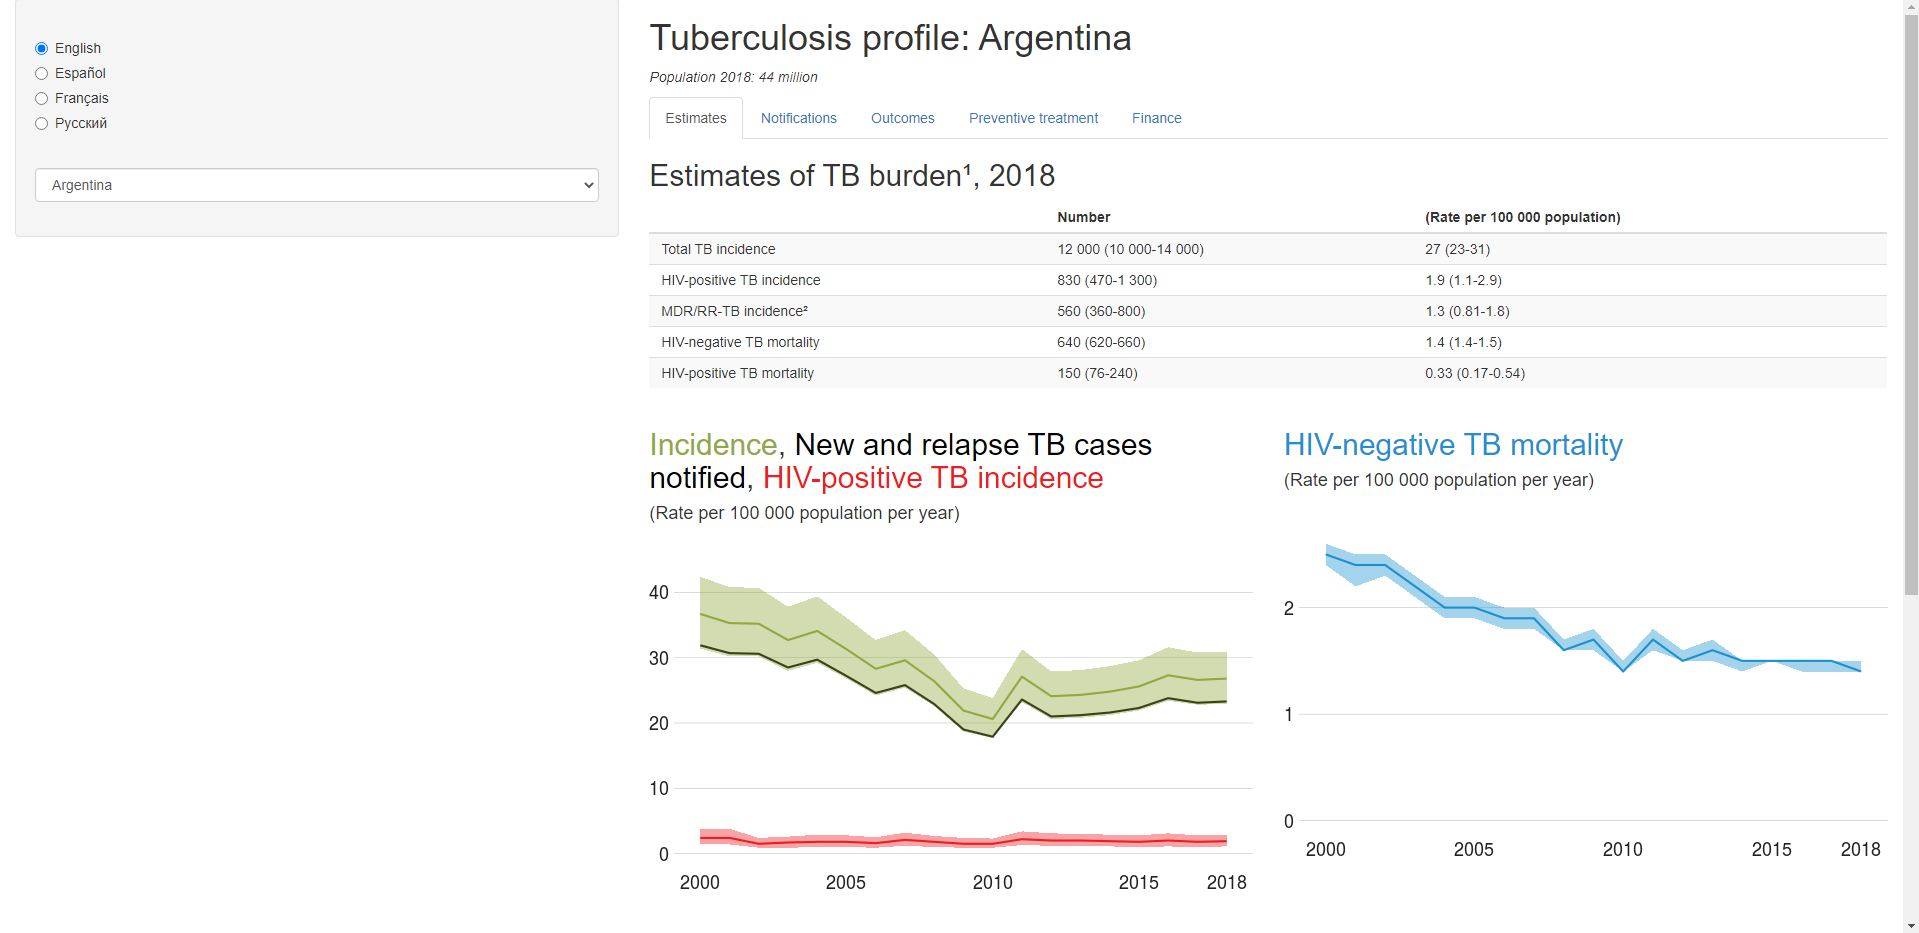 English
Español
Français
Русский
Argentina
Tuberculosis profile: Argentina
Population 2018: 44 million
Estimates Notifications Outcomes Preventive treatment Finance
Estimates of TB burden¹, 2018
Number (Rate per 100 000 population)
Total TB incidence 12 000 (10 000-14 000) 27 (23-31)
HIV-positive TB incidence 830 (470-1 300) 1.9 (1.1-2.9)
MDR/RR-TB incidence² 560 (360-800) 1.3 (0.81-1.8)
HIV-negative TB mortality 640 (620-660) 1.4 (1.4-1.5)
HIV-positive TB mortality 150 (76-240) 0.33 (0.17-0.54)
Incidence, New and relapse TB cases
notified, HIV-positive TB incidence
(Rate per 100 000 population per year)
40
30
20
10
0
2000 2005 2010 2015 2018
HIV-negative TB mortality
(Rate per 100 000 population per year)
2
1
0
2000 2005 2010 2015 2018